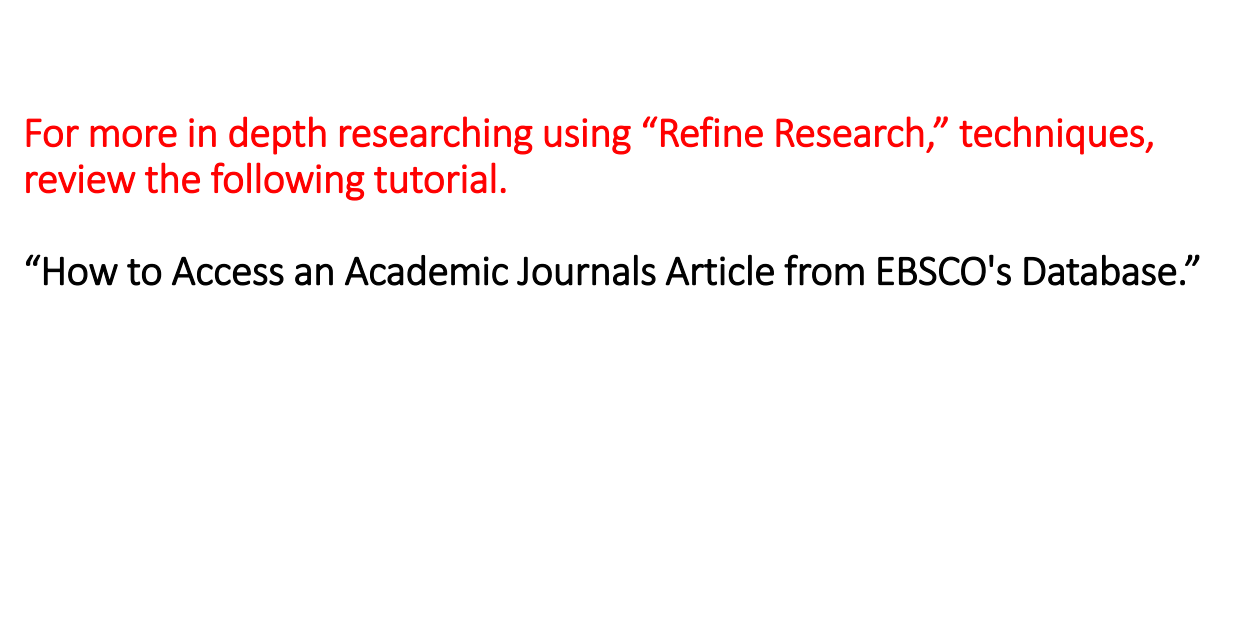 For more in depth researching using “Refine Research,” techniques,
review the following tutorial.
“How to Access an Academic Journals Article from EBSCO's Database.”